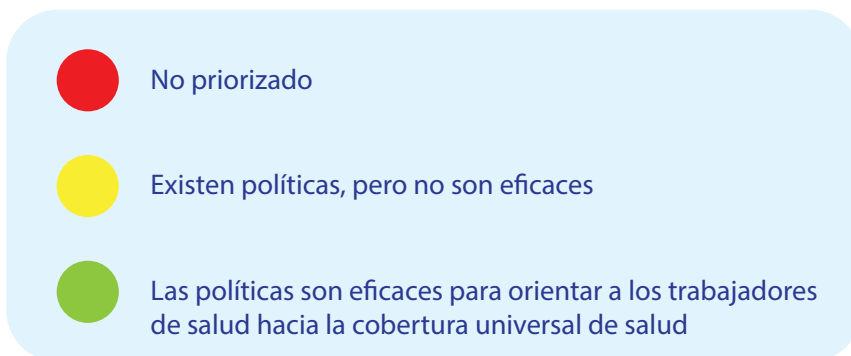 No priorizado
Existen políticas, pero no son eficaces
Las políticas son eficaces para orientar a los trabajadores
de salud hacia la cobertura universal de salud